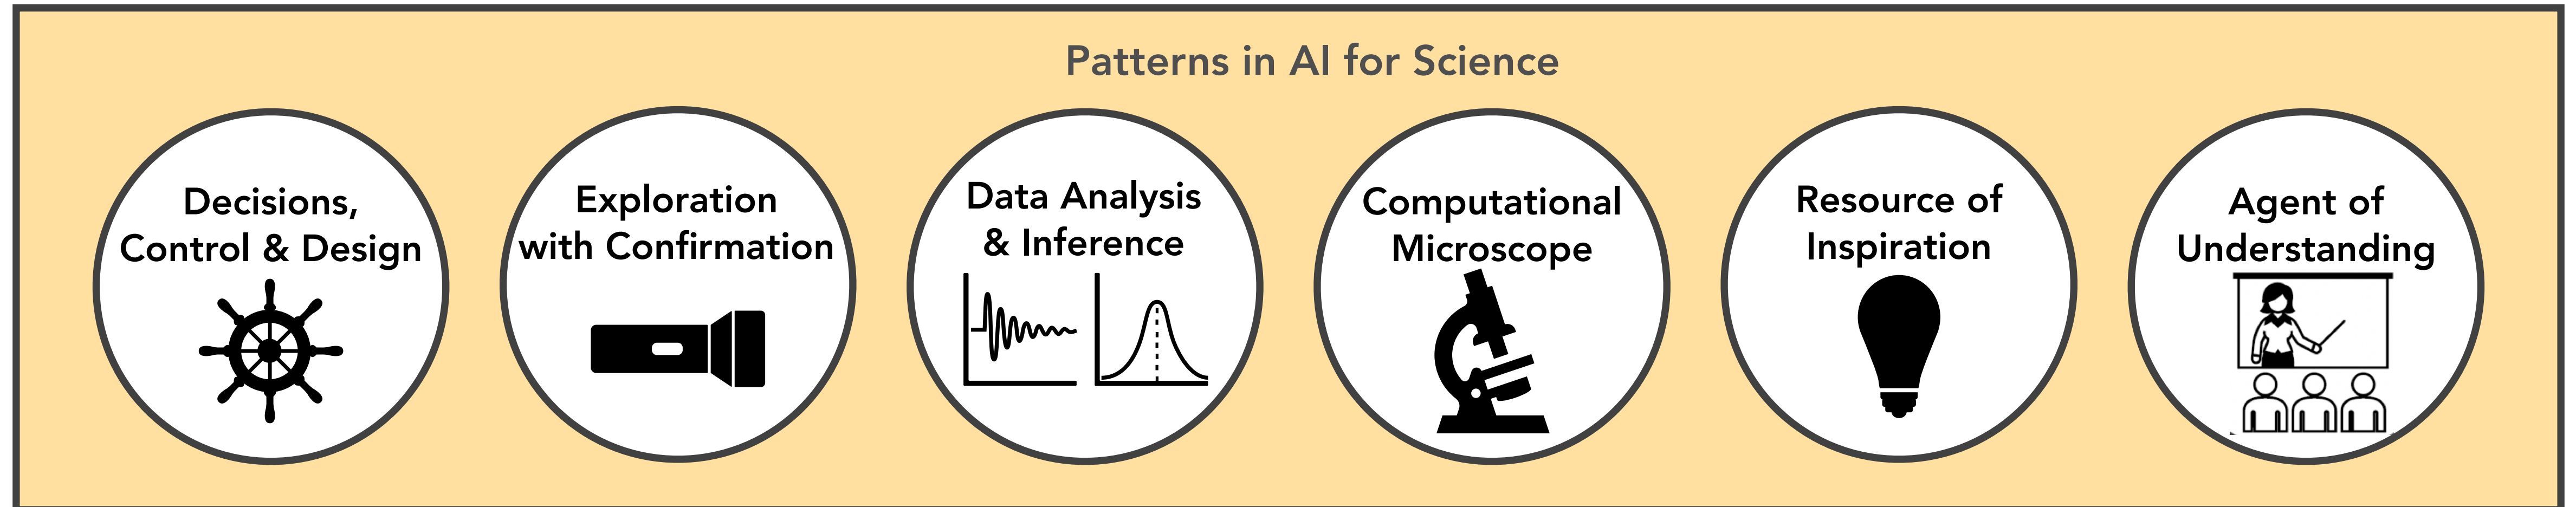 Patterns in AI for Science
Decisions,
Control & Design
Exploration
with Confirmation
Data Analysis
& Inference
Computational
Microscope
Resource of
Inspiration
Agent of
Understanding